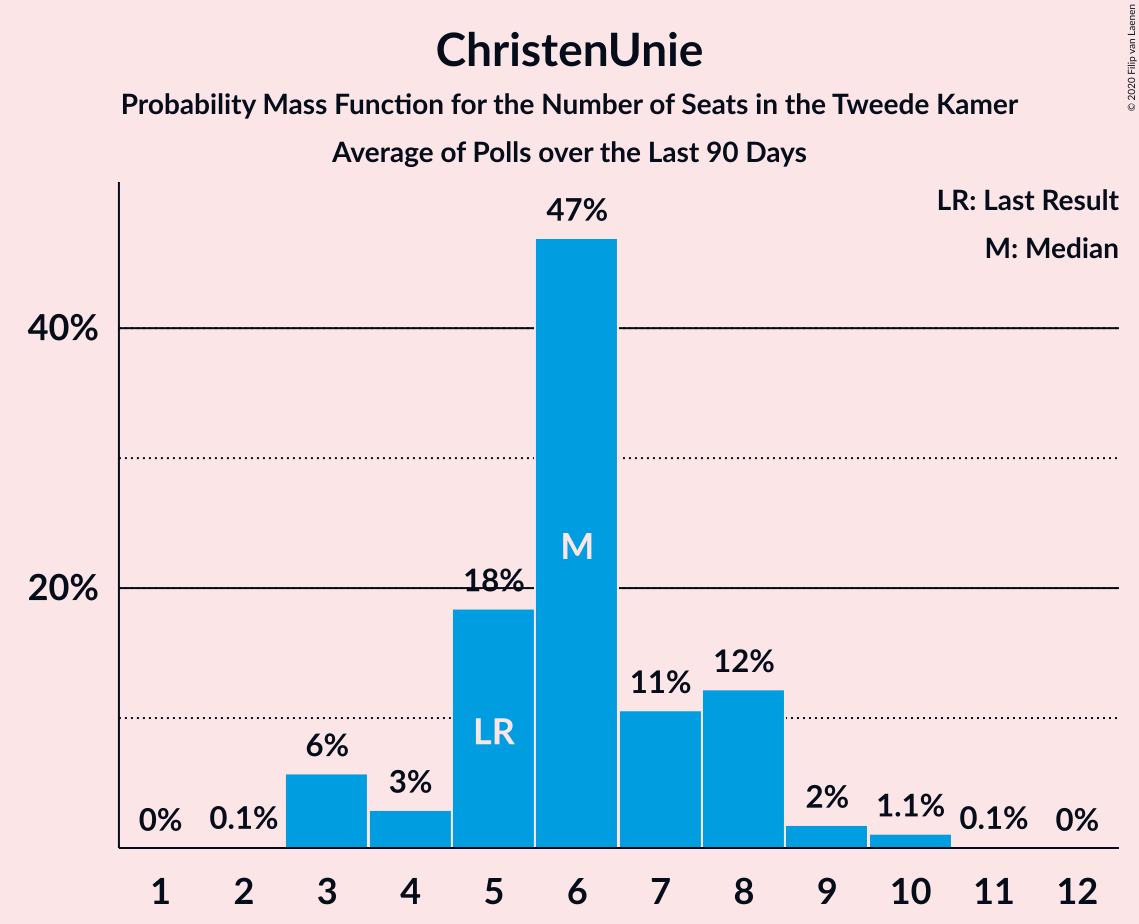 ChristenUnie
Probability Mass Function for the Number of Seats in the Tweede Kamer
Average of Polls over the Last 90 Days
© 2020 Filip van Laenen
LR: Last Result
M: Median
40%
20%
0%
0.1%
6%
3%
18%
47%
11%
12%
2%
1.1%
0.1%
0%
LR
M
1 2 3 4 5 6 7 8 9 10 11 12